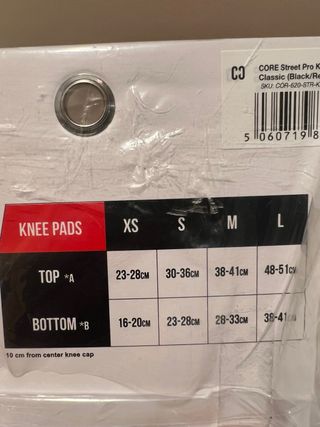 CORE Street Pro K
Classic (Black/Re
SKU: COR-620-STR-K
5 060719 8
KNEE PADS XS S M L
TOP *A 23-28CM 30-36CM 38-41CM 48-51CM
BOTTOM *B 16-20CM 23-28CM 28-33CM 38-41CM
10 cm from center knee cap